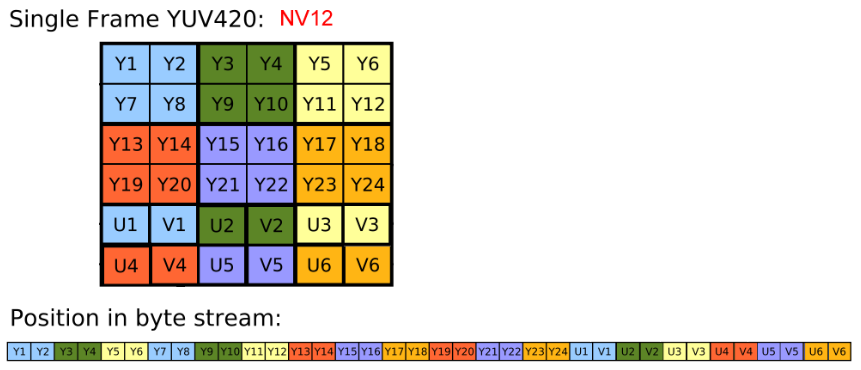 Single Frame YUV420: NV12
Y1 Y2 Y3 Y4 Y5 Y6
Y7 Y8 Y9 Y10 Y11 Y12
Y13 Y14 Y15 Y16 Y17 Y18
Y19 Y20 Y21 Y22 Y23 Y24
U1 V1 U2 V2 U3 V3
U4 V4 U5 V5 U6 V6
Position in byte stream:
Y1 Y2 Y3 Y4 Y5 Y6 Y7 Y8 Y9 Y10 Y11 Y12 Y13 Y14 Y15 Y16 Y17 Y18 Y19 Y20 Y21 Y22 Y23 Y24 U1 V1 U2 V2 U3 V3 U4 V4 U5 V5 U6 V6